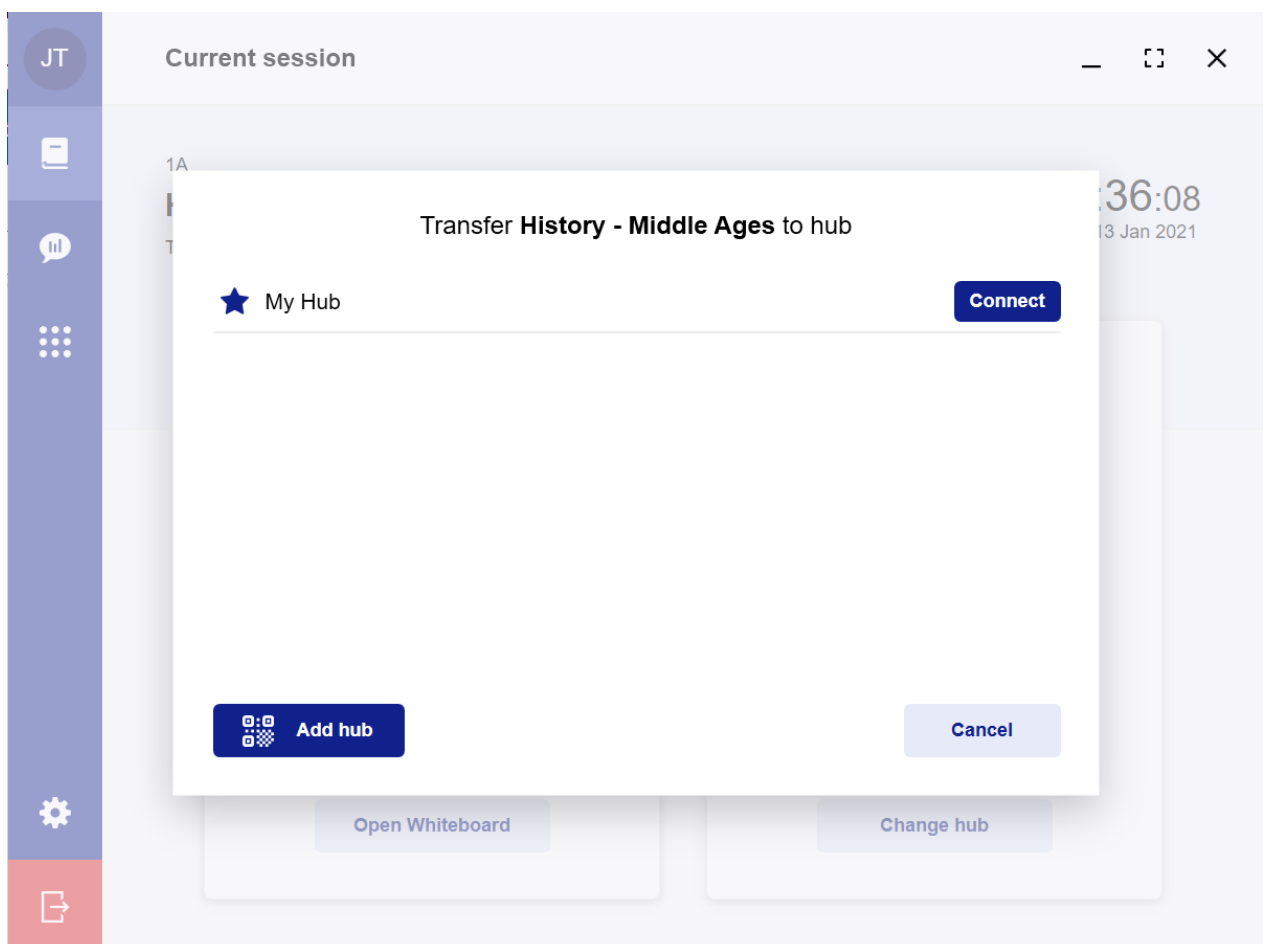 JT
Current session
1A
:36:08
13 Jan 2021
Transfer History - Middle Ages to hub
My Hub
Connect
Add hub
Cancel
Open Whiteboard
Change hub